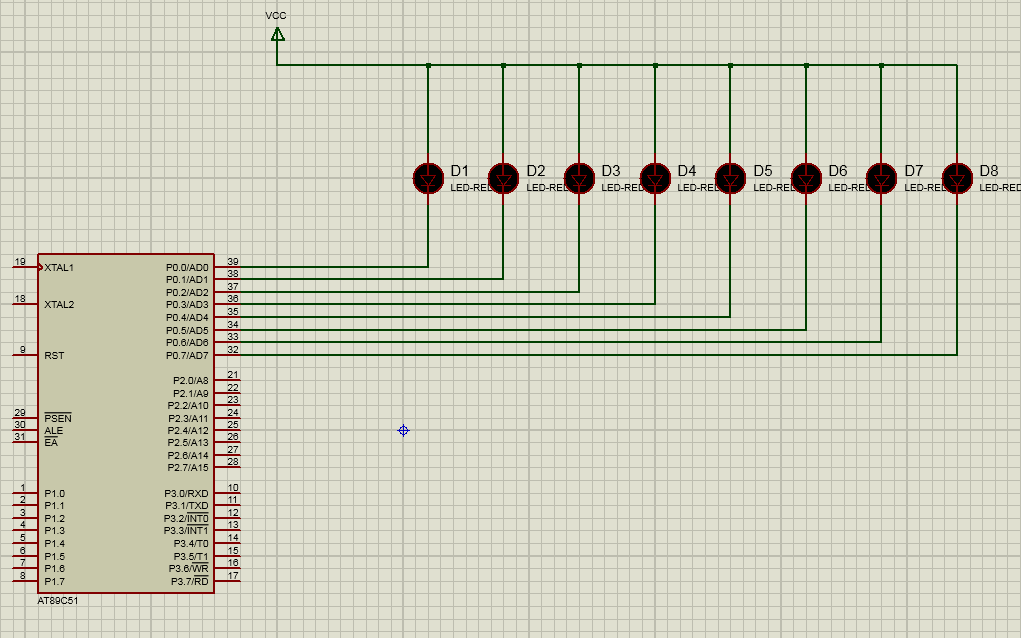 VCC
D1
LED-RED
D2
LED-RED
D3
LED-RED
D4
LED-RED
D5
LED-RED
D6
LED-RED
D7
LED-RED
D8
LED-RED
19 XTAL1
18 XTAL2
9 RST
29 PSEN
30 ALE
31 EA
1 P1.0
2 P1.1
3 P1.2
4 P1.3
5 P1.4
6 P1.5
7 P1.6
8 P1.7
P0.0/AD0 39
P0.1/AD1 38
P0.2/AD2 37
P0.3/AD3 36
P0.4/AD4 35
P0.5/AD5 34
P0.6/AD6 33
P0.7/AD7 32
P2.0/A8 21
P2.1/A9 22
P2.2/A10 23
P2.3/A11 24
P2.4/A12 25
P2.5/A13 26
P2.6/A14 27
P2.7/A15 28
P3.0/RXD 10
P3.1/TXD 11
P3.2/INT0 12
P3.3/INT1 13
P3.4/T0 14
P3.5/T1 15
P3.6/WR 16
P3.7/RD 17
AT89C51